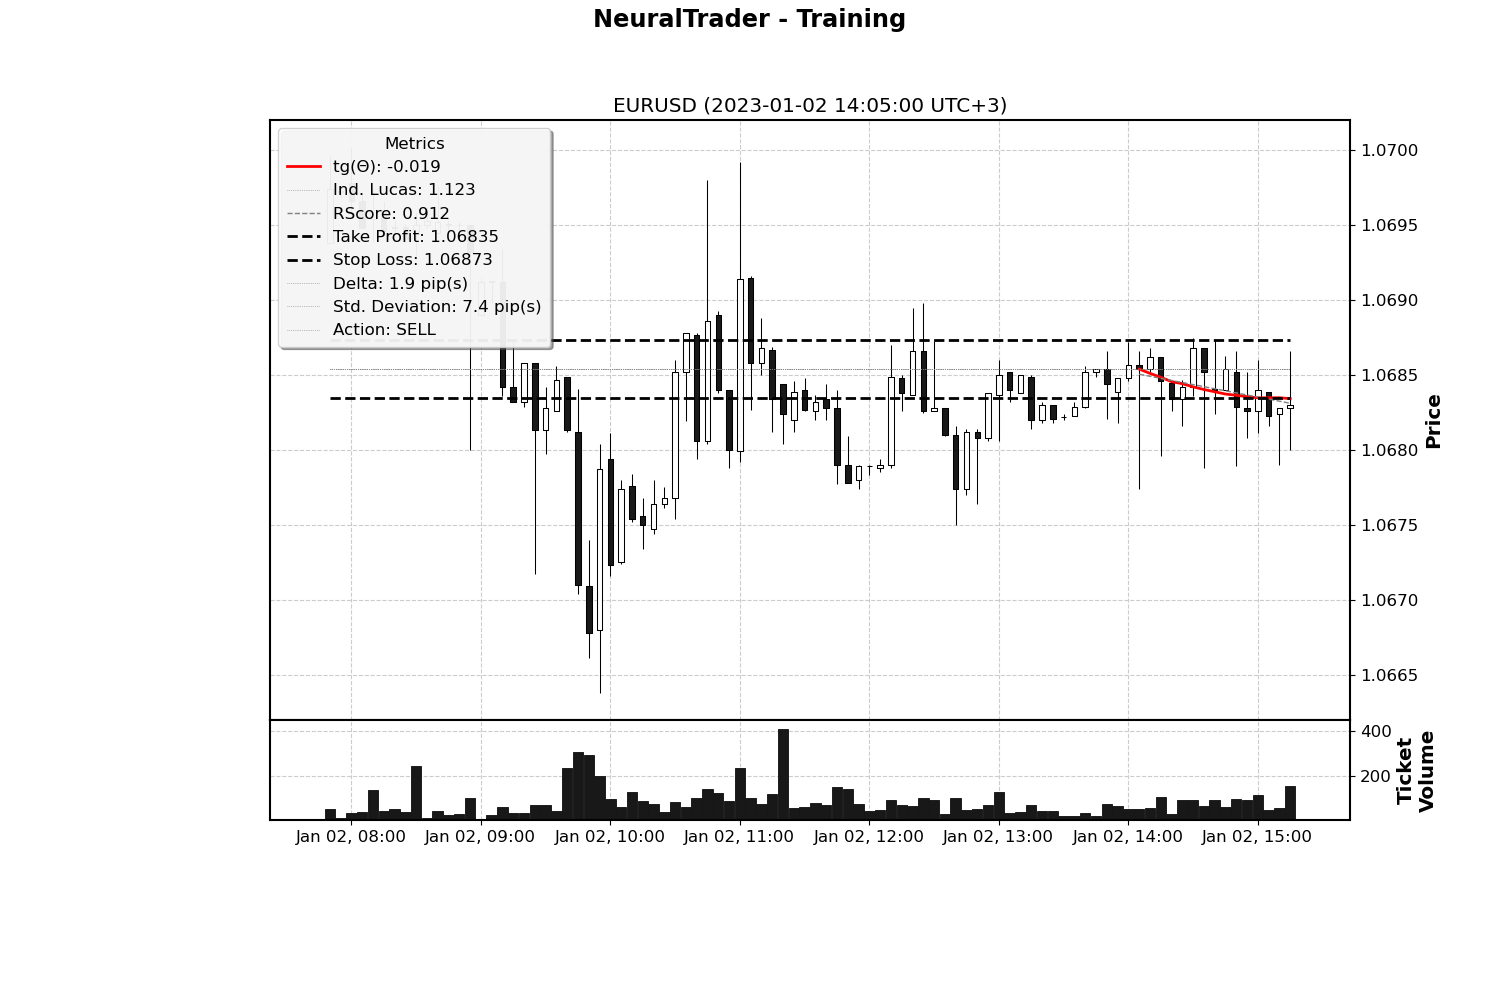 NeuralTrader - Training
EURUSD (2023-01-02 14:05:00 UTC+3)
Metrics
tg(Θ): -0.019
Ind. Lucas: 1.123
RScore: 0.912
Take Profit: 1.06835
Stop Loss: 1.06873
Delta: 1.9 pip(s)
Std. Deviation: 7.4 pip(s)
Action: SELL
1.0700
1.0695
1.0690
1.0685
1.0680
1.0675
1.0670
1.0665
Price
400
200
Ticket
Volume
Jan 02, 08:00
Jan 02, 09:00
Jan 02, 10:00
Jan 02, 11:00
Jan 02, 12:00
Jan 02, 13:00
Jan 02, 14:00
Jan 02, 15:00